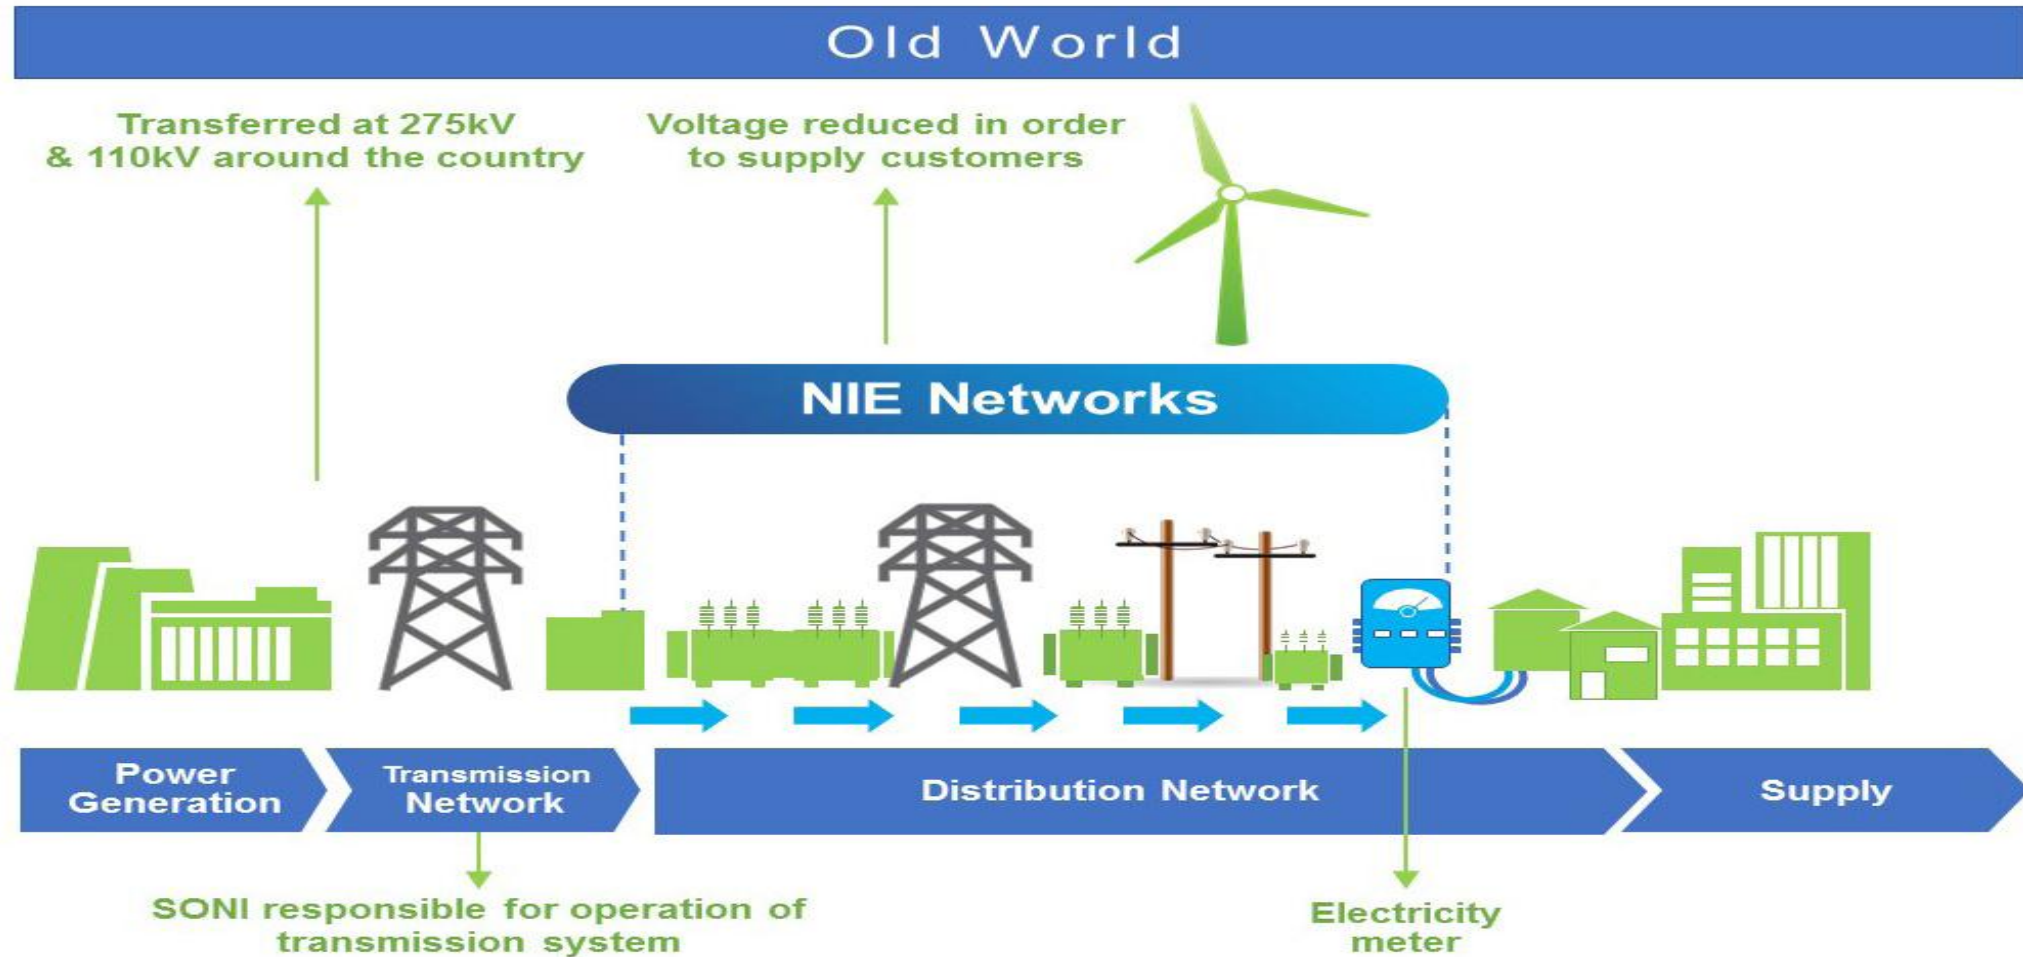 Old World
Transferred at 275kV
& 110kV around the country
Voltage reduced in order
to supply customers
NIE Networks
Power
Generation
Transmission
Network
Distribution Network
Supply
SONI responsible for operation of
transmission system
Electricity
meter